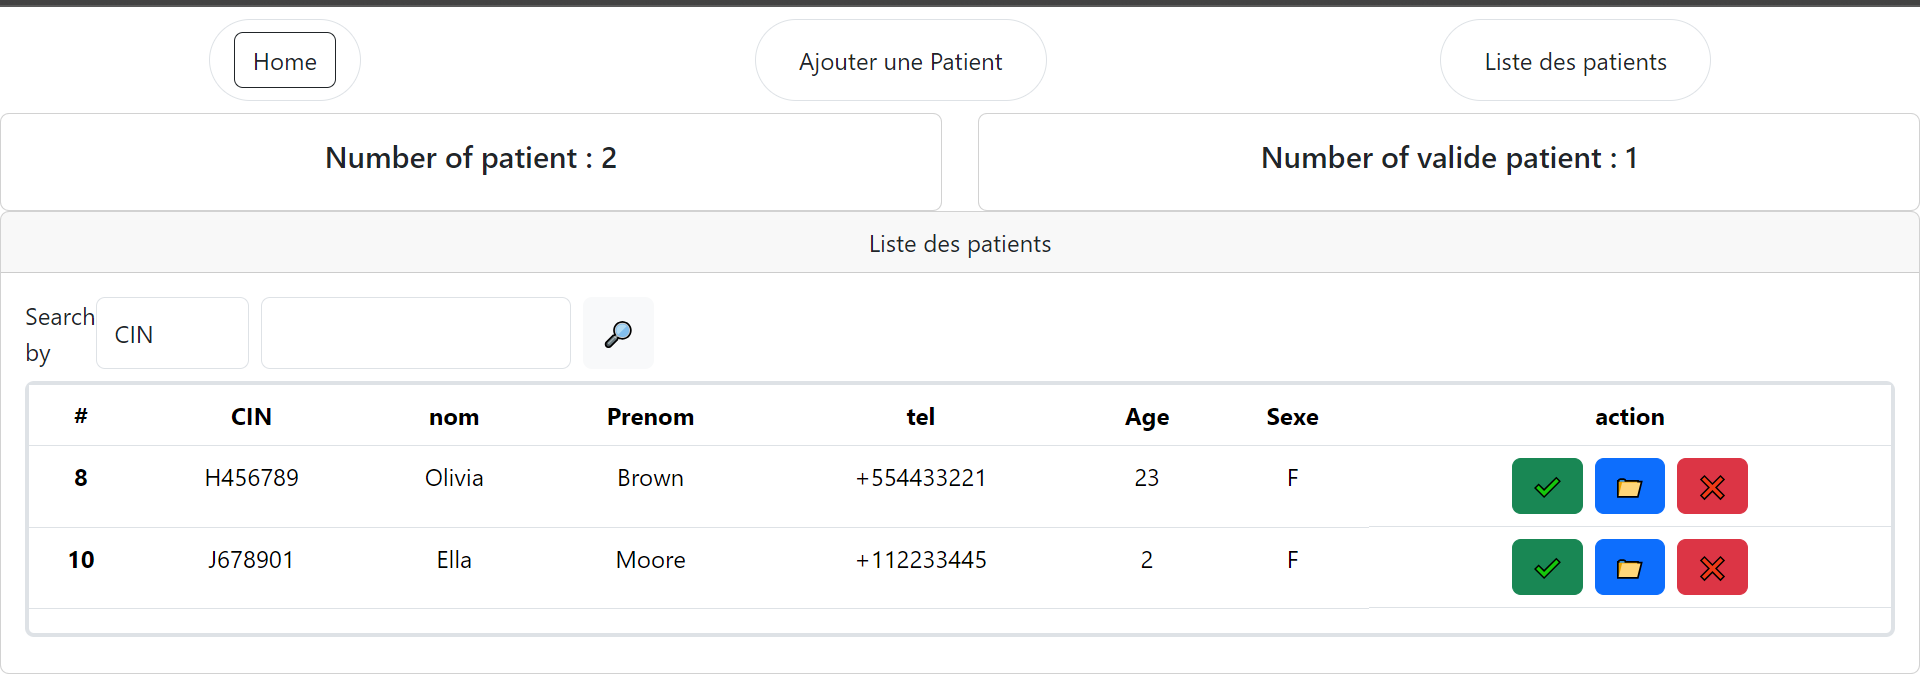 Home Ajouter une Patient Liste des patients
Number of patient : 2 Number of valide patient : 1
Liste des patients
Search
by CIN
# CIN nom Prenom tel Age Sexe action
8 H456789 Olivia Brown +554433221 23 F
10 J678901 Ella Moore +112233445 2 F